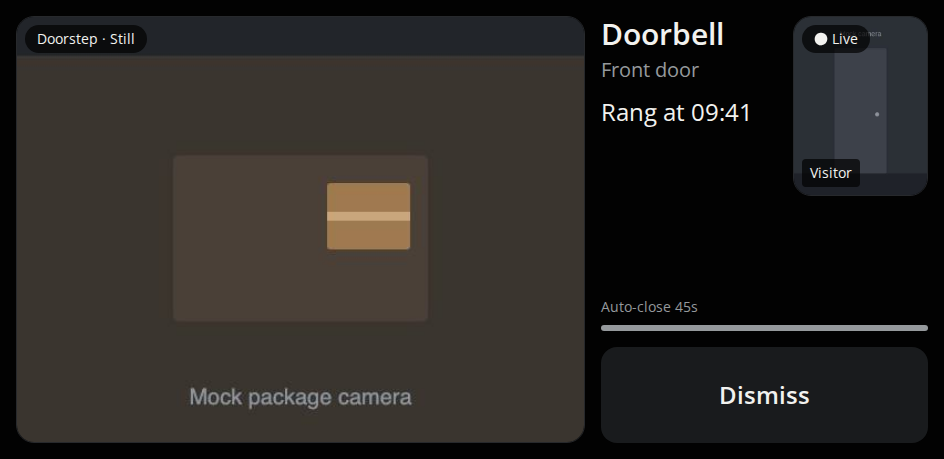 Doorstep · Still
Mock package camera
Doorbell
Front door
Rang at 09:41
Live
Visitor
Auto-close 45s
Dismiss